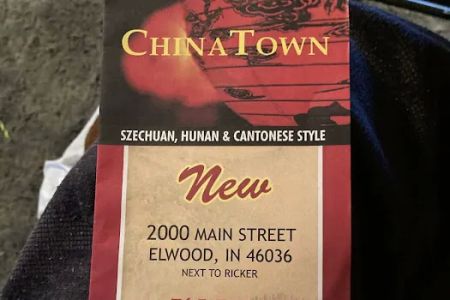 CHINATOWN
SZECHUAN, HUNAN & CANTONESE STYLE
New
2000 MAIN STREET
ELWOOD, IN 46036
NEXT TO RICKER